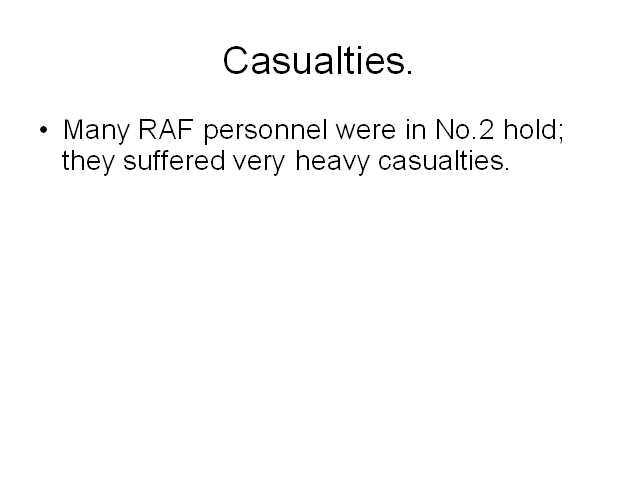 Casualties.
• Many RAF personnel were in No.2 hold;
they suffered very heavy casualties.